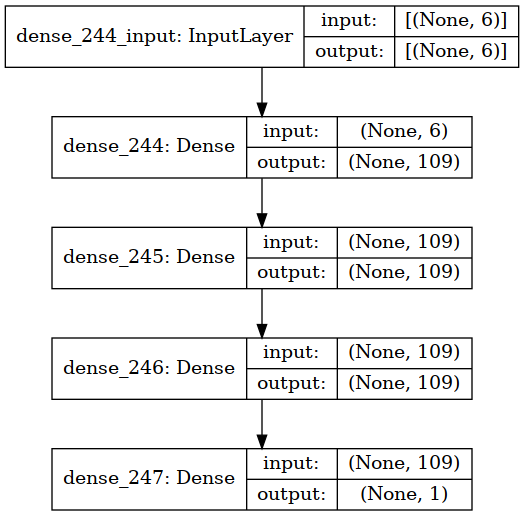 dense_244_input: InputLayer
input: [(None, 6)]
output: [(None, 6)]
dense_244: Dense
input: (None, 6)
output: (None, 109)
dense_245: Dense
input: (None, 109)
output: (None, 109)
dense_246: Dense
input: (None, 109)
output: (None, 109)
dense_247: Dense
input: (None, 109)
output: (None, 1)